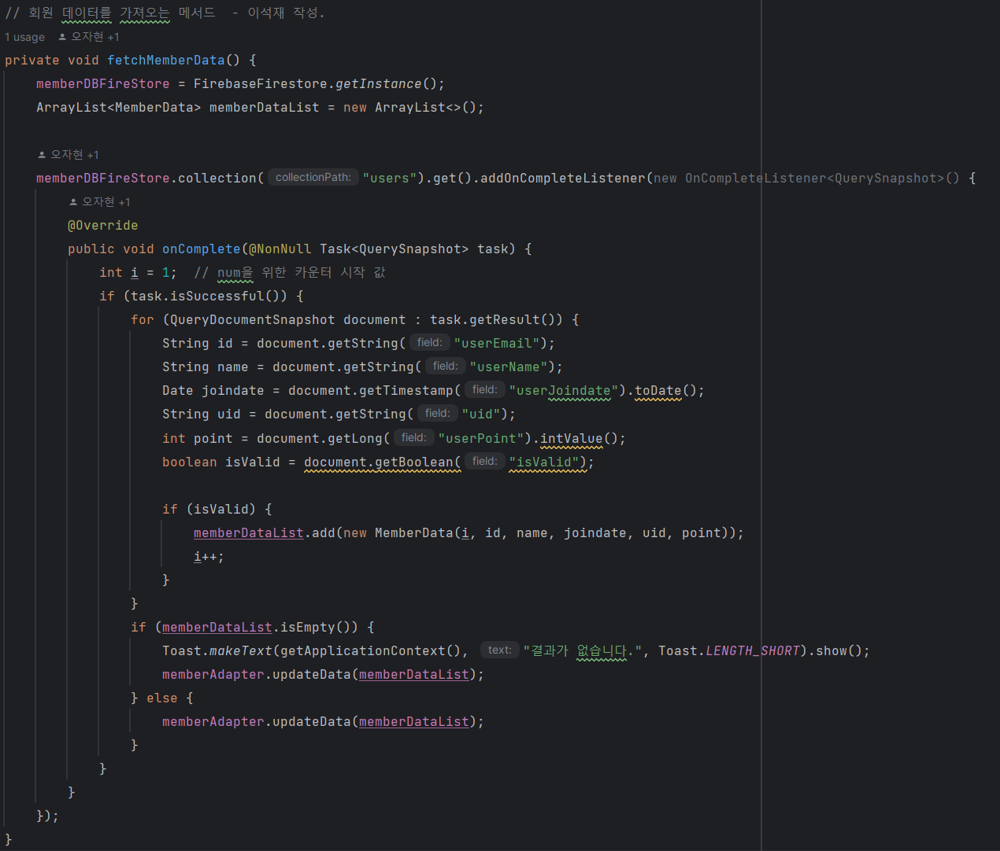 // 회원 데이터를 가져오는 메서드  - 이석재 작성.
1 usage   오자현 +1
private void fetchMemberData() {
    memberDBFireStore = FirebaseFirestore.getInstance();
    ArrayList<MemberData> memberDataList = new ArrayList<>();
    오자현 +1
    memberDBFireStore.collection( collectionPath: "users").get().addOnCompleteListener(new OnCompleteListener<QuerySnapshot>() {
        오자현 +1
        @Override
        public void onComplete(@NonNull Task<QuerySnapshot> task) {
            int i = 1;  // num을 위한 카운터 시작 값
            if (task.isSuccessful()) {
                for (QueryDocumentSnapshot document : task.getResult()) {
                    String id = document.getString( field: "userEmail");
                    String name = document.getString( field: "userName");
                    Date joindate = document.getTimestamp( field: "userJoindate").toDate();
                    String uid = document.getString( field: "uid");
                    int point = document.getLong( field: "userPoint").intValue();
                    boolean isValid = document.getBoolean( field: "isValid");
                    if (isValid) {
                        memberDataList.add(new MemberData(i, id, name, joindate, uid, point));
                        i++;
                    }
                }
                if (memberDataList.isEmpty()) {
                    Toast.makeText(getApplicationContext(), text: "결과가 없습니다.", Toast.LENGTH_SHORT).show();
                    memberAdapter.updateData(memberDataList);
                } else {
                    memberAdapter.updateData(memberDataList);
                }
            }
        }
    });
}